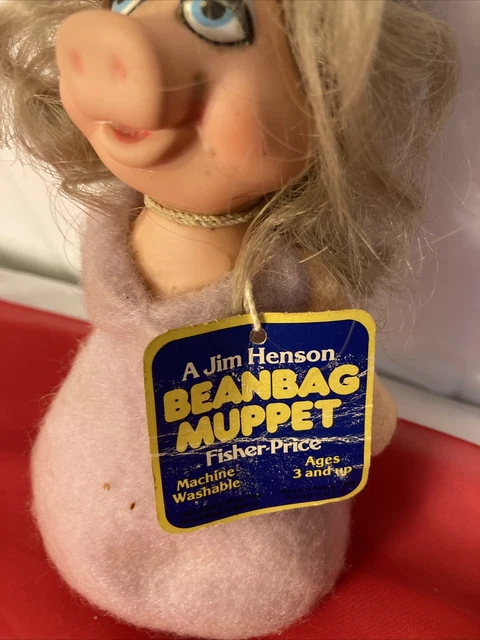 A Jim Henson
BEANBAG
MUPPET
Fisher-Price
Machine
Washable
Ages
3 and up